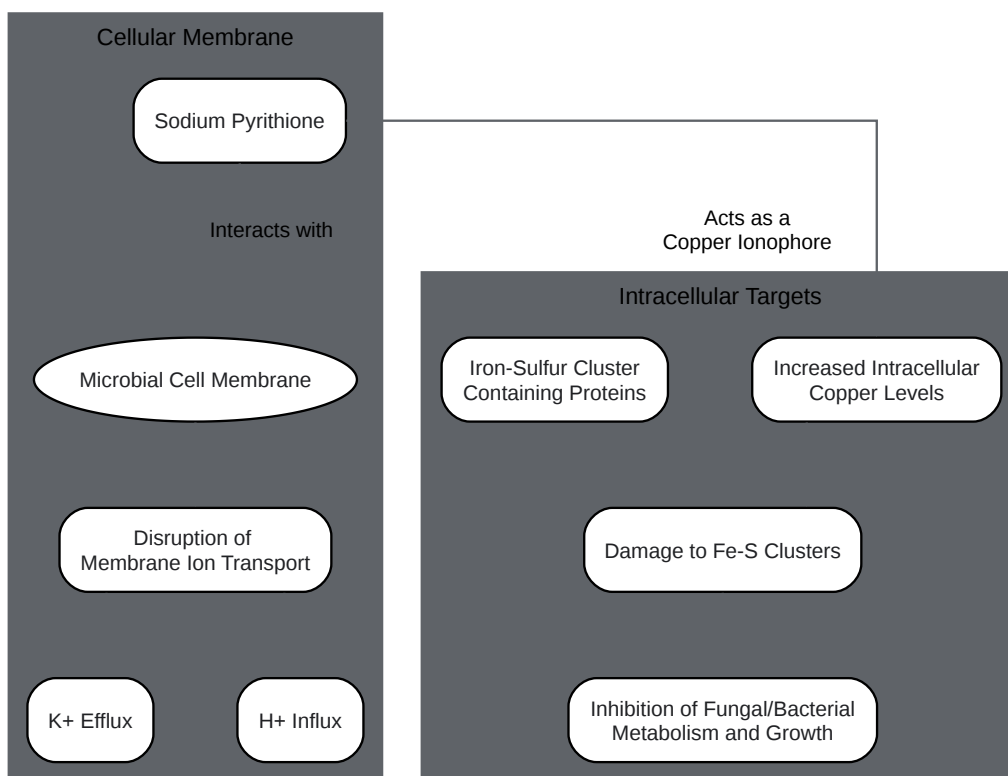 Cellular Membrane
Sodium Pyrithione
Interacts with
Microbial Cell Membrane
Disruption of
Membrane Ion Transport
K+ Efflux
H+ Influx
Acts as a
Copper Ionophore
Intracellular Targets
Iron-Sulfur Cluster
Containing Proteins
Increased Intracellular
Copper Levels
Damage to Fe-S Clusters
Inhibition of Fungal/Bacterial
Metabolism and Growth